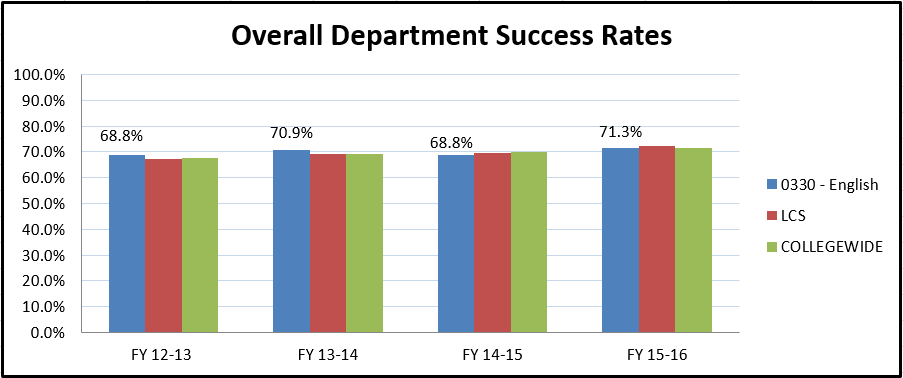 Overall Department Success Rates
100.0%
90.0%
80.0%
70.0%
60.0%
50.0%
40.0%
30.0%
20.0%
10.0%
0.0%
68.8%
70.9%
68.8%
71.3%
FY 12-13
FY 13-14
FY 14-15
FY 15-16
0330 - English
LCS
COLLEGEWIDE